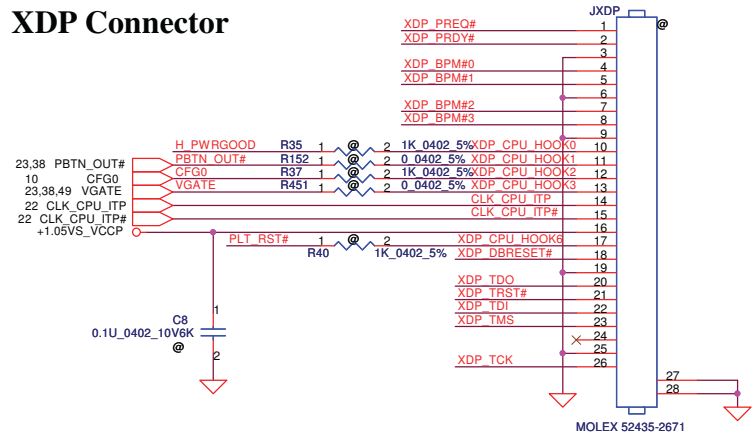 XDP Connector
JXDP
@
XDP_PREQ# 1
XDP_PRDY# 2
3
XDP_BPM#0 4
XDP_BPM#1 5
6
XDP_BPM#2 7
XDP_BPM#3 8
9
H_PWRGOOD R35 1 @ 2 1K_0402_5% XDP_CPU_HOOK0 10
23,38 PBTN_OUT# PBTN_OUT# R152 1 @ 2 0_0402_5% XDP_CPU_HOOK1 11
10 CFG0 CFG0 R37 1 @ 2 1K_0402_5% XDP_CPU_HOOK2 12
23,38,49 VGATE VGATE R451 1 @ 2 0_0402_5% XDP_CPU_HOOK3 13
22 CLK_CPU_ITP CLK_CPU_ITP 14
22 CLK_CPU_ITP# CLK_CPU_ITP# 15
+1.05VS_VCCP 16
PLT_RST# 1 @ 2 XDP_CPU_HOOK6 17
R40 1K_0402_5% XDP_DBRESET# 18
19
XDP_TDO 20
XDP_TRST# 21
XDP_TDI 22
XDP_TMS 23
24
25
XDP_TCK 26
27
28
1
C8
0.1U_0402_10V6K
@
2
MOLEX 52435-2671